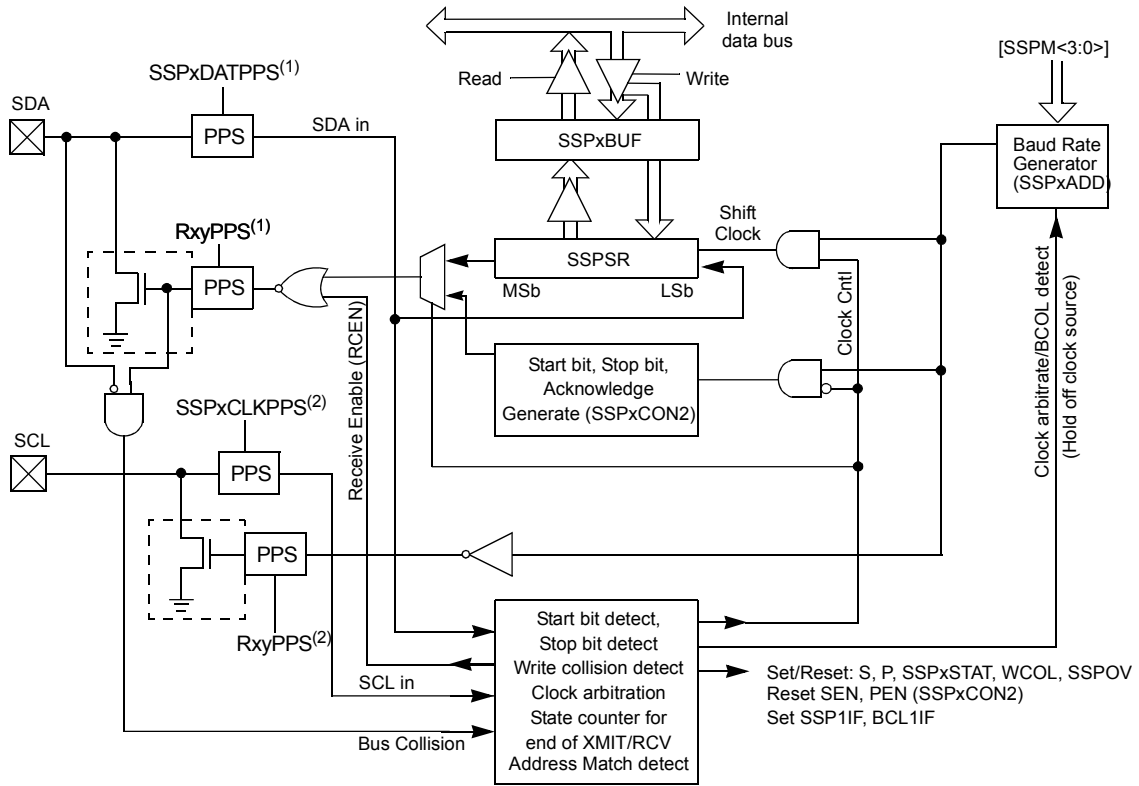 Internal
data bus
[SSPM<3:0>]
Read
Write
SSPxDATPPS(1)
SDA
PPS
SDA in
SSPxBUF
Baud Rate
Generator
(SSPxADD)
RxyPPS(1)
Shift
Clock
PPS
SSPSR
MSb
LSb
Receive Enable (RCEN)
Clock Cntl
Clock arbitrate/BCOL detect
(Hold off clock source)
Start bit, Stop bit,
Acknowledge
Generate (SSPxCON2)
SSPxCLKPPS(2)
SCL
PPS
PPS
RxyPPS(2)
Start bit detect,
Stop bit detect
Write collision detect
Clock arbitration
State counter for
end of XMIT/RCV
Address Match detect
SCL in
Bus Collision
Set/Reset: S, P, SSPxSTAT, WCOL, SSPOV
Reset SEN, PEN (SSPxCON2)
Set SSP1IF, BCL1IF